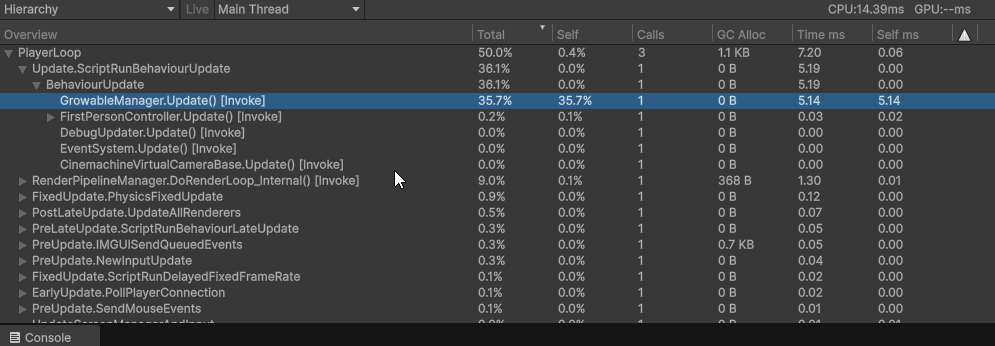 Hierarchy Live Main Thread CPU:14.39ms GPU:--ms
Overview Total Self Calls GC Alloc Time ms Self ms
PlayerLoop 50.0% 0.4% 3 1.1 KB 7.20 0.06
Update.ScriptRunBehaviourUpdate 36.1% 0.0% 1 0 B 5.19 0.00
BehaviourUpdate 36.1% 0.0% 1 0 B 5.19 0.00
GrowableManager.Update() [Invoke] 35.7% 35.7% 1 0 B 5.14 5.14
FirstPersonController.Update() [Invoke] 0.2% 0.1% 1 0 B 0.03 0.02
DebugUpdater.Update() [Invoke] 0.0% 0.0% 1 0 B 0.00 0.00
EventSystem.Update() [Invoke] 0.0% 0.0% 1 0 B 0.00 0.00
CinemachineVirtualCameraBase.Update() [Invoke] 0.0% 0.0% 1 0 B 0.00 0.00
RenderPipelineManager.DoRenderLoop_Internal() [Invoke] 9.0% 0.1% 1 368 B 1.30 0.01
FixedUpdate.PhysicsFixedUpdate 0.9% 0.0% 1 0 B 0.12 0.00
PostLateUpdate.UpdateAllRenderers 0.5% 0.0% 1 0 B 0.07 0.00
PreLateUpdate.ScriptRunBehaviourLateUpdate 0.3% 0.0% 1 0 B 0.05 0.00
PreUpdate.IMGUISendQueuedEvents 0.3% 0.0% 1 0.7 KB 0.05 0.00
PreUpdate.NewInputUpdate 0.3% 0.0% 1 0 B 0.04 0.00
FixedUpdate.ScriptRunDelayedFixedFrameRate 0.1% 0.0% 1 0 B 0.02 0.00
EarlyUpdate.PollPlayerConnection 0.1% 0.0% 1 0 B 0.02 0.00
PreUpdate.SendMouseEvents 0.1% 0.0% 1 0 B 0.01 0.00
Console